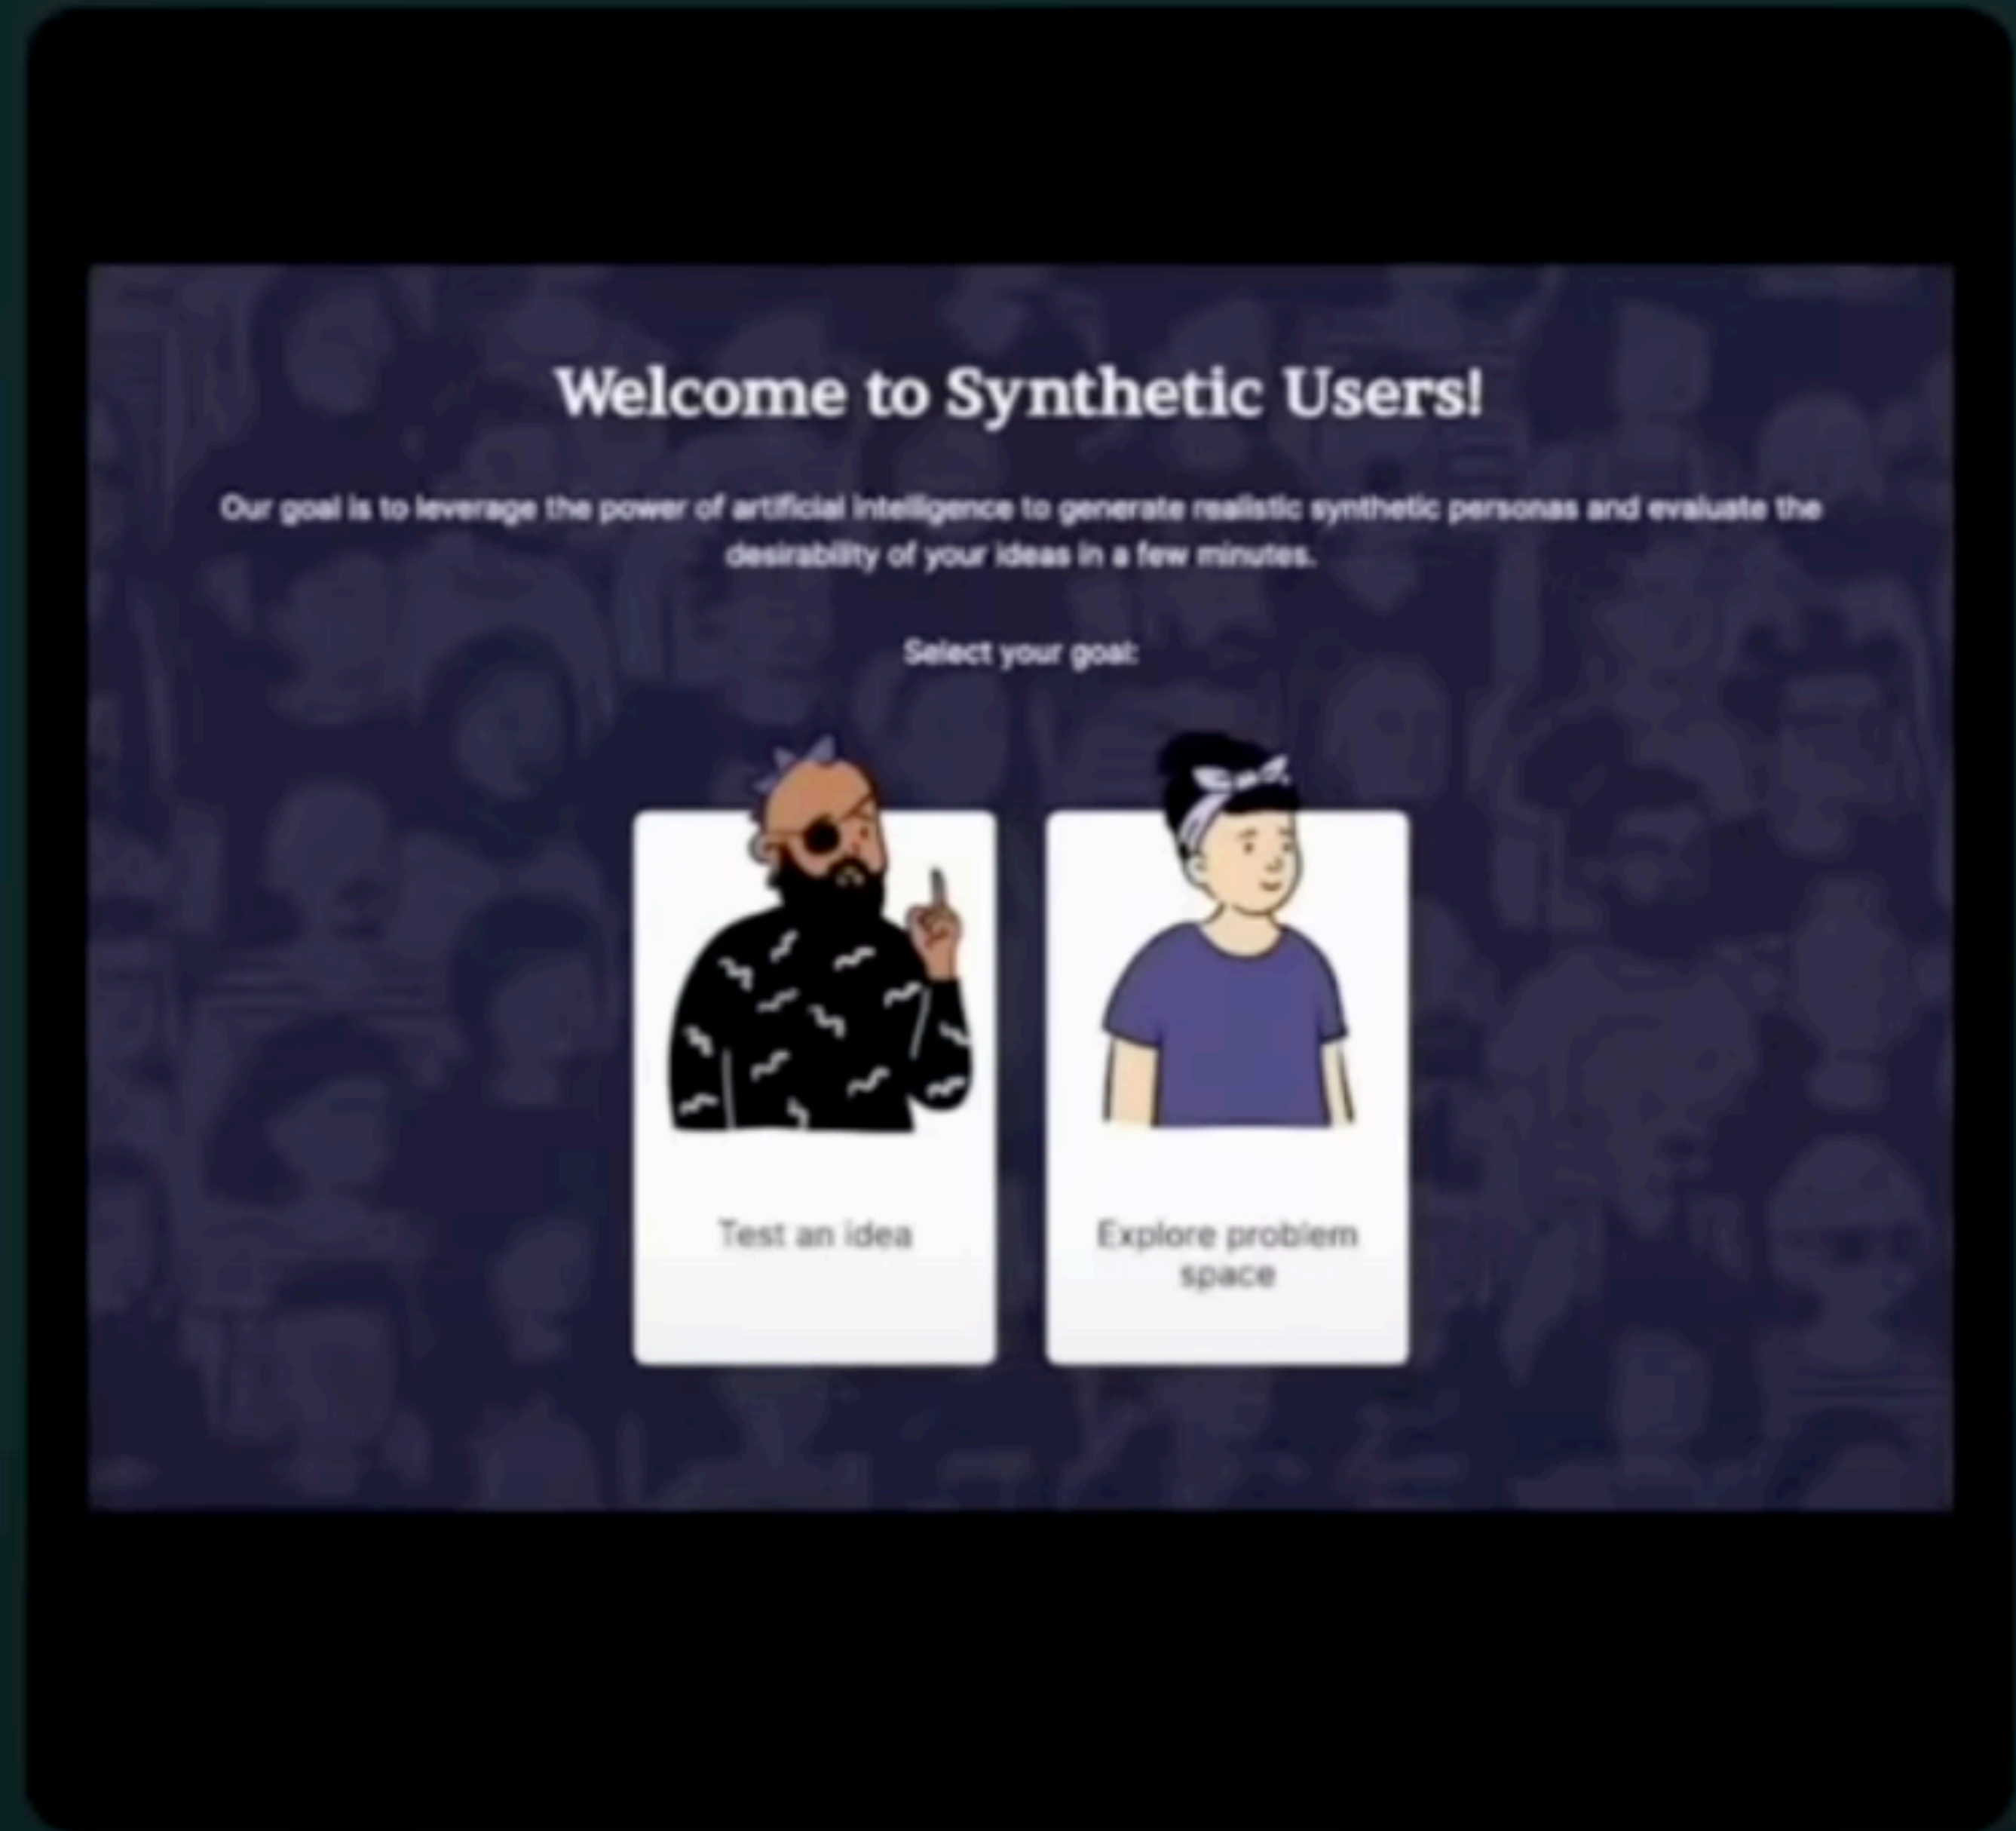 Welcome to Synthetic Users!
Our goal is to leverage the power of artificial intelligence to generate realistic synthetic personas and evaluate the
desirability of your ideas in a few minutes.
Select your goal:
Test an idea
Explore problem
space